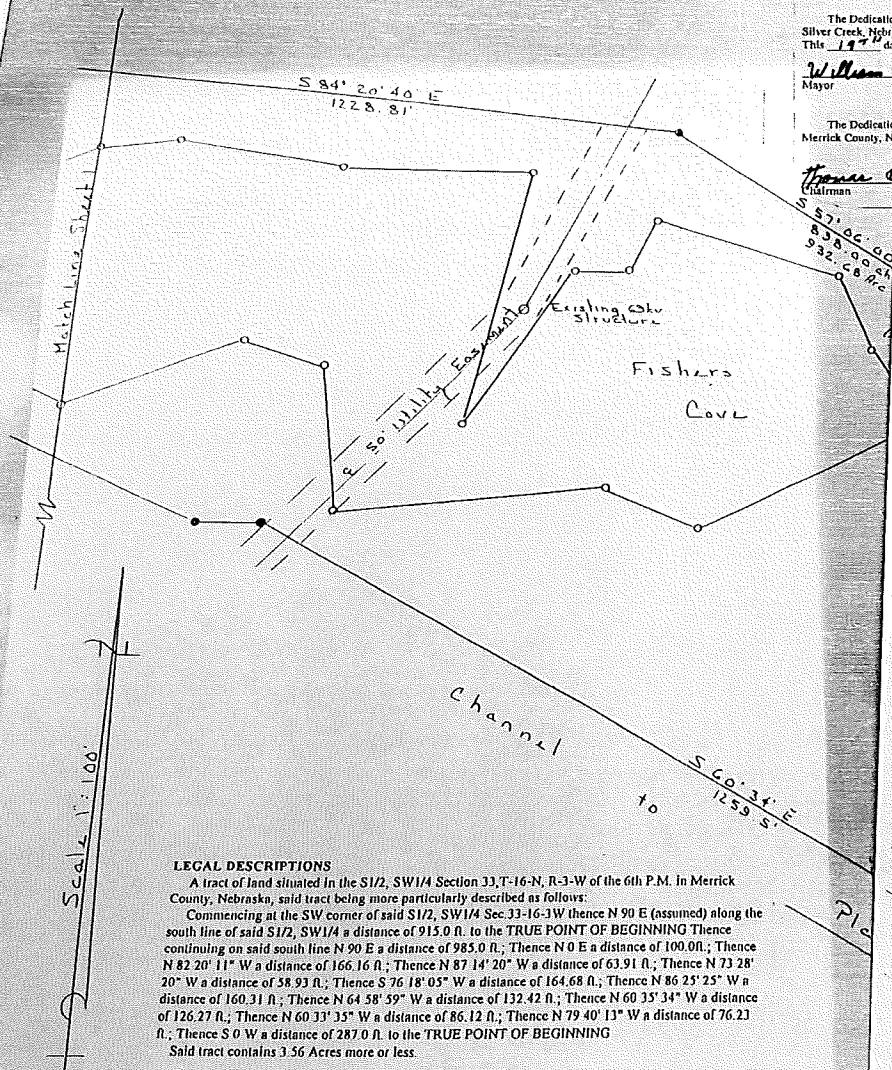 The Dedicatio
Silver Creek, Nebr
This 19TH da
William
Mayor
The Dedicatio
Merrick County, N
Thomas
Chairman
S 84° 20' 40" E
1228.81'
S 57° 06' 00
838.00 ch
932.68 Arc
Match Line Sheet 1
Existing 69kv
Structure
℄ 50' Utility Easement
Fishers
Cove
Scale 1": 100'
Channel
to
S 60° 34' E
1259.5'
Pla
LEGAL DESCRIPTIONS
A tract of land situated in the S1/2, SW1/4 Section 33,T-16-N, R-3-W of the 6th P.M. in Merrick
County, Nebraska, said tract being more particularly described as follows:
Commencing at the SW corner of said S1/2, SW1/4 Sec.33-16-3W thence N 90 E (assumed) along the
south line of said S1/2, SW1/4 a distance of 915.0 ft. to the TRUE POINT OF BEGINNING Thence
continuing on said south line N 90 E a distance of 985.0 ft.; Thence N 0 E a distance of 100.0ft.; Thence
N 82 20' 11" W a distance of 166.16 ft.; Thence N 87 14' 20" W a distance of 63.91 ft.; Thence N 73 28'
20" W a distance of 58.93 ft.; Thence S 76 18' 05" W a distance of 164.68 ft.; Thence N 86 25' 25" W a
distance of 160.31 ft.; Thence N 64 58' 59" W a distance of 132.42 ft.; Thence N 60 35' 34" W a distance
of 126.27 ft.; Thence N 60 33' 35" W a distance of 86.12 ft.; Thence N 79 40' 13" W a distance of 76.23
ft.; Thence S 0 W a distance of 287.0 ft. to the TRUE POINT OF BEGINNING
Said tract contains 3.56 Acres more or less.